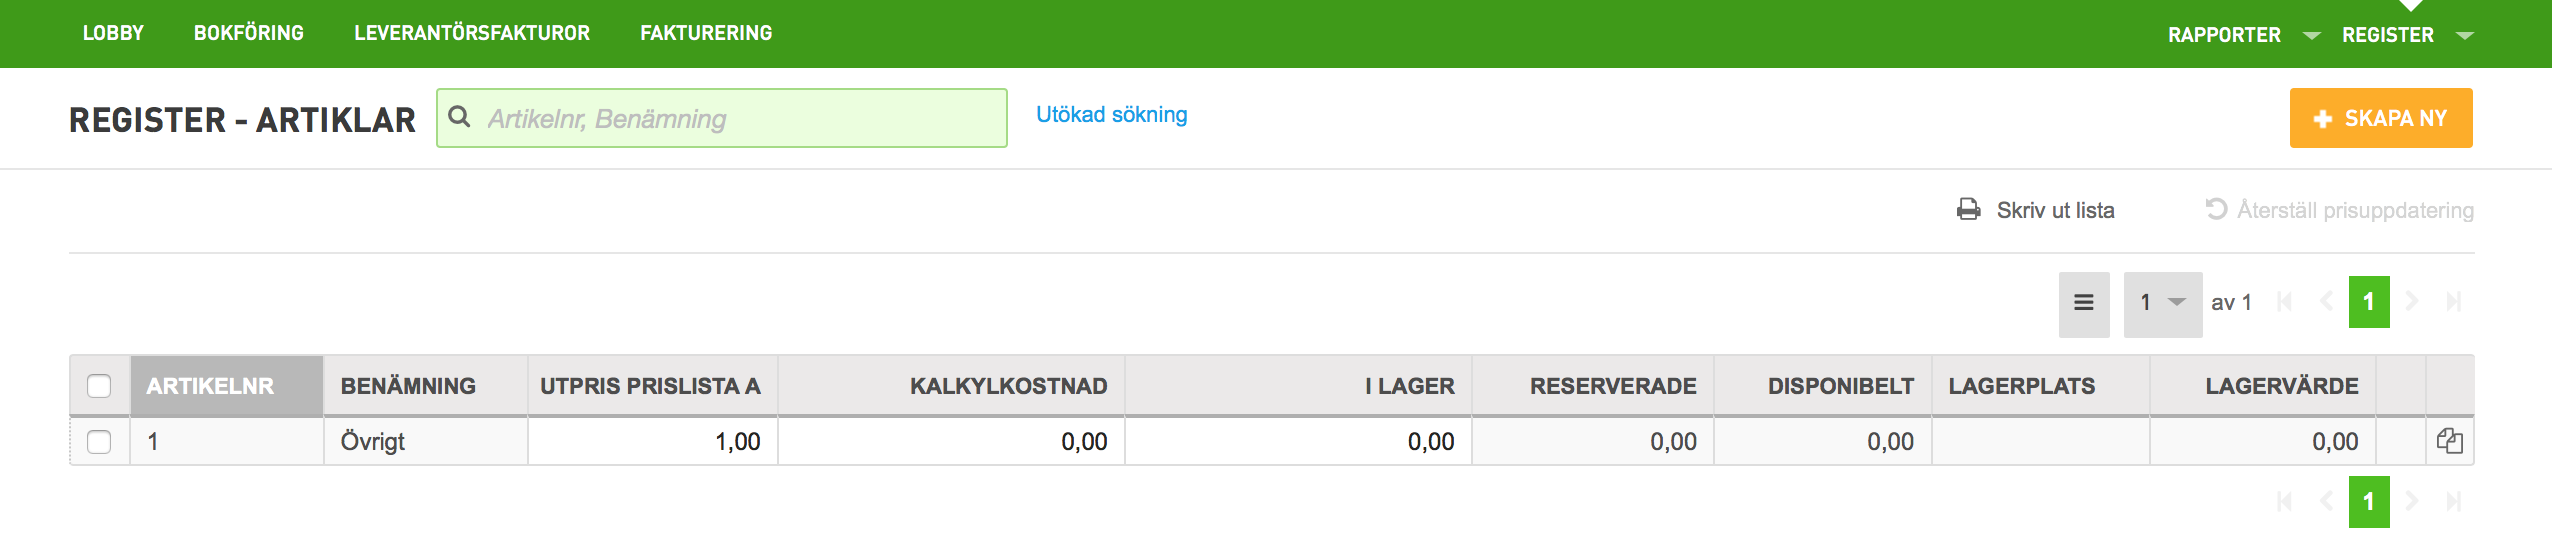 LOBBY BOKFÖRING LEVERANTÖRSFAKTUROR FAKTURERING RAPPORTER REGISTER
REGISTER - ARTIKLAR Artikelnr, Benämning Utökad sökning SKAPA NY
Skriv ut lista Återställ prisuppdatering
1 av 1 1
ARTIKELNR BENÄMNING UTPRIS PRISLISTA A KALKYLKOSTNAD I LAGER RESERVERADE DISPONIBELT LAGERPLATS LAGERVÄRDE
1 Övrigt 1,00 0,00 0,00 0,00 0,00 0,00
1